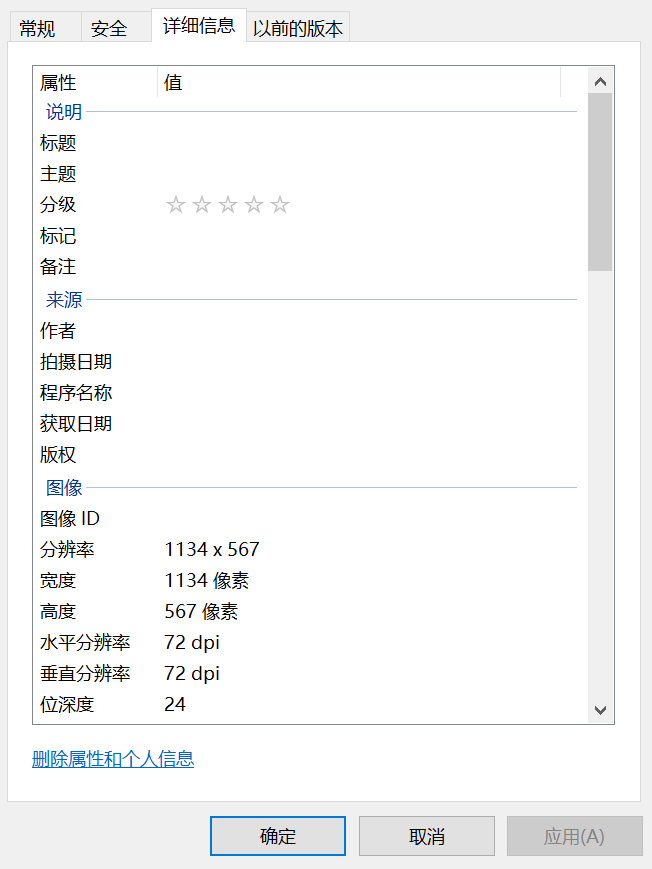 常规 安全 详细信息 以前的版本
属性 值
说明
标题
主题
分级 ☆☆☆☆☆
标记
备注
来源
作者
拍摄日期
程序名称
获取日期
版权
图像
图像 ID
分辨率 1134 x 567
宽度 1134 像素
高度 567 像素
水平分辨率 72 dpi
垂直分辨率 72 dpi
位深度 24
删除属性和个人信息
确定 取消 应用(A)